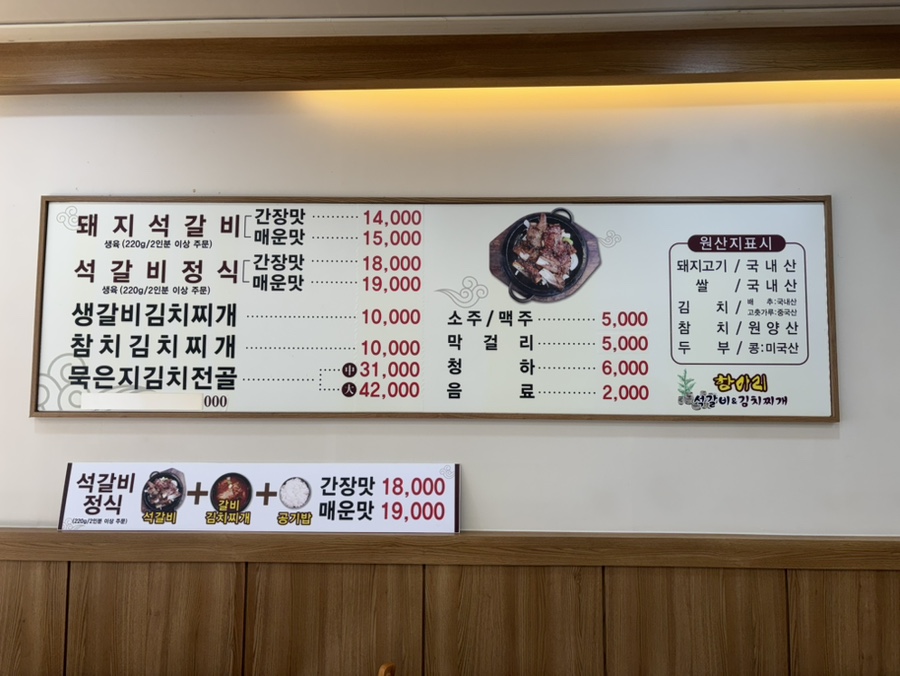 돼지석갈비 간장맛 14,000
매운맛 15,000
생육 (220g/2인분 이상 주문)
석갈비정식 간장맛 18,000
매운맛 19,000
생육 (220g/2인분 이상 주문)
생갈비김치찌개 10,000
참치김치찌개 10,000
묵은지김치전골 中 31,000
大 42,000
000
소주/맥주 5,000
막걸리 5,000
청하 6,000
음료 2,000
원산지표시
돼지고기 / 국내산
쌀 / 국내산
김치 / 배추:국내산
고춧가루:중국산
참치 / 원양산
두부 / 콩:미국산
항아리
석갈비&김치찌개
석갈비
정식
(220g/2인분 이상 주문)
석갈비 + 갈비
김치찌개 + 공기밥
간장맛 18,000
매운맛 19,000